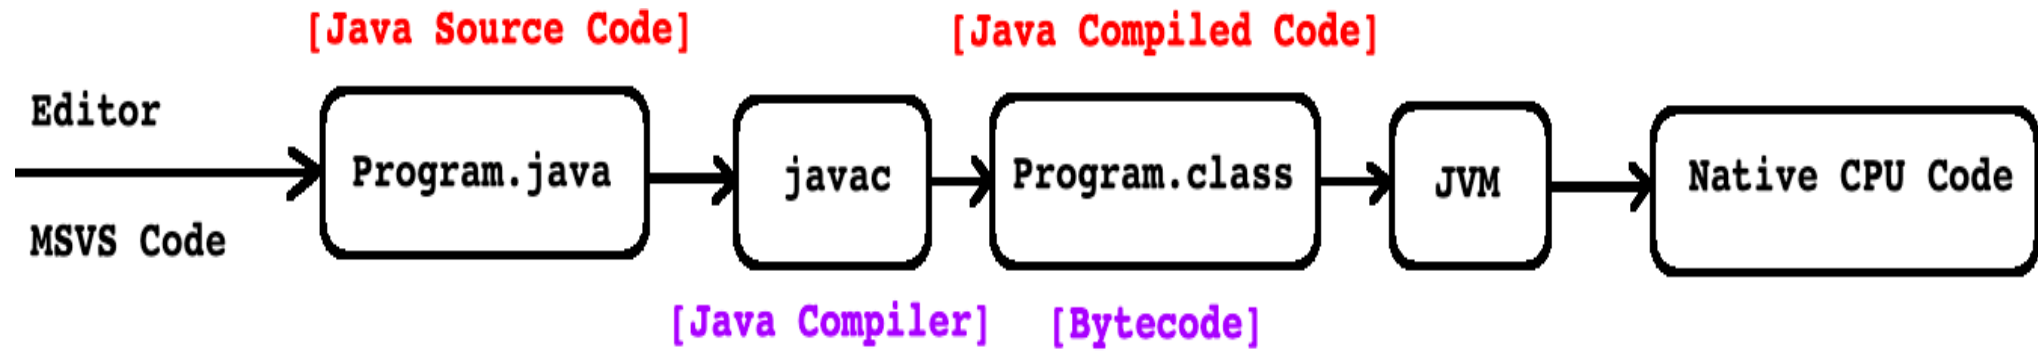 [Java Source Code]
[Java Compiled Code]
Editor
MSVS Code
Program.java
javac
Program.class
JVM
Native CPU Code
[Java Compiler]
[Bytecode]